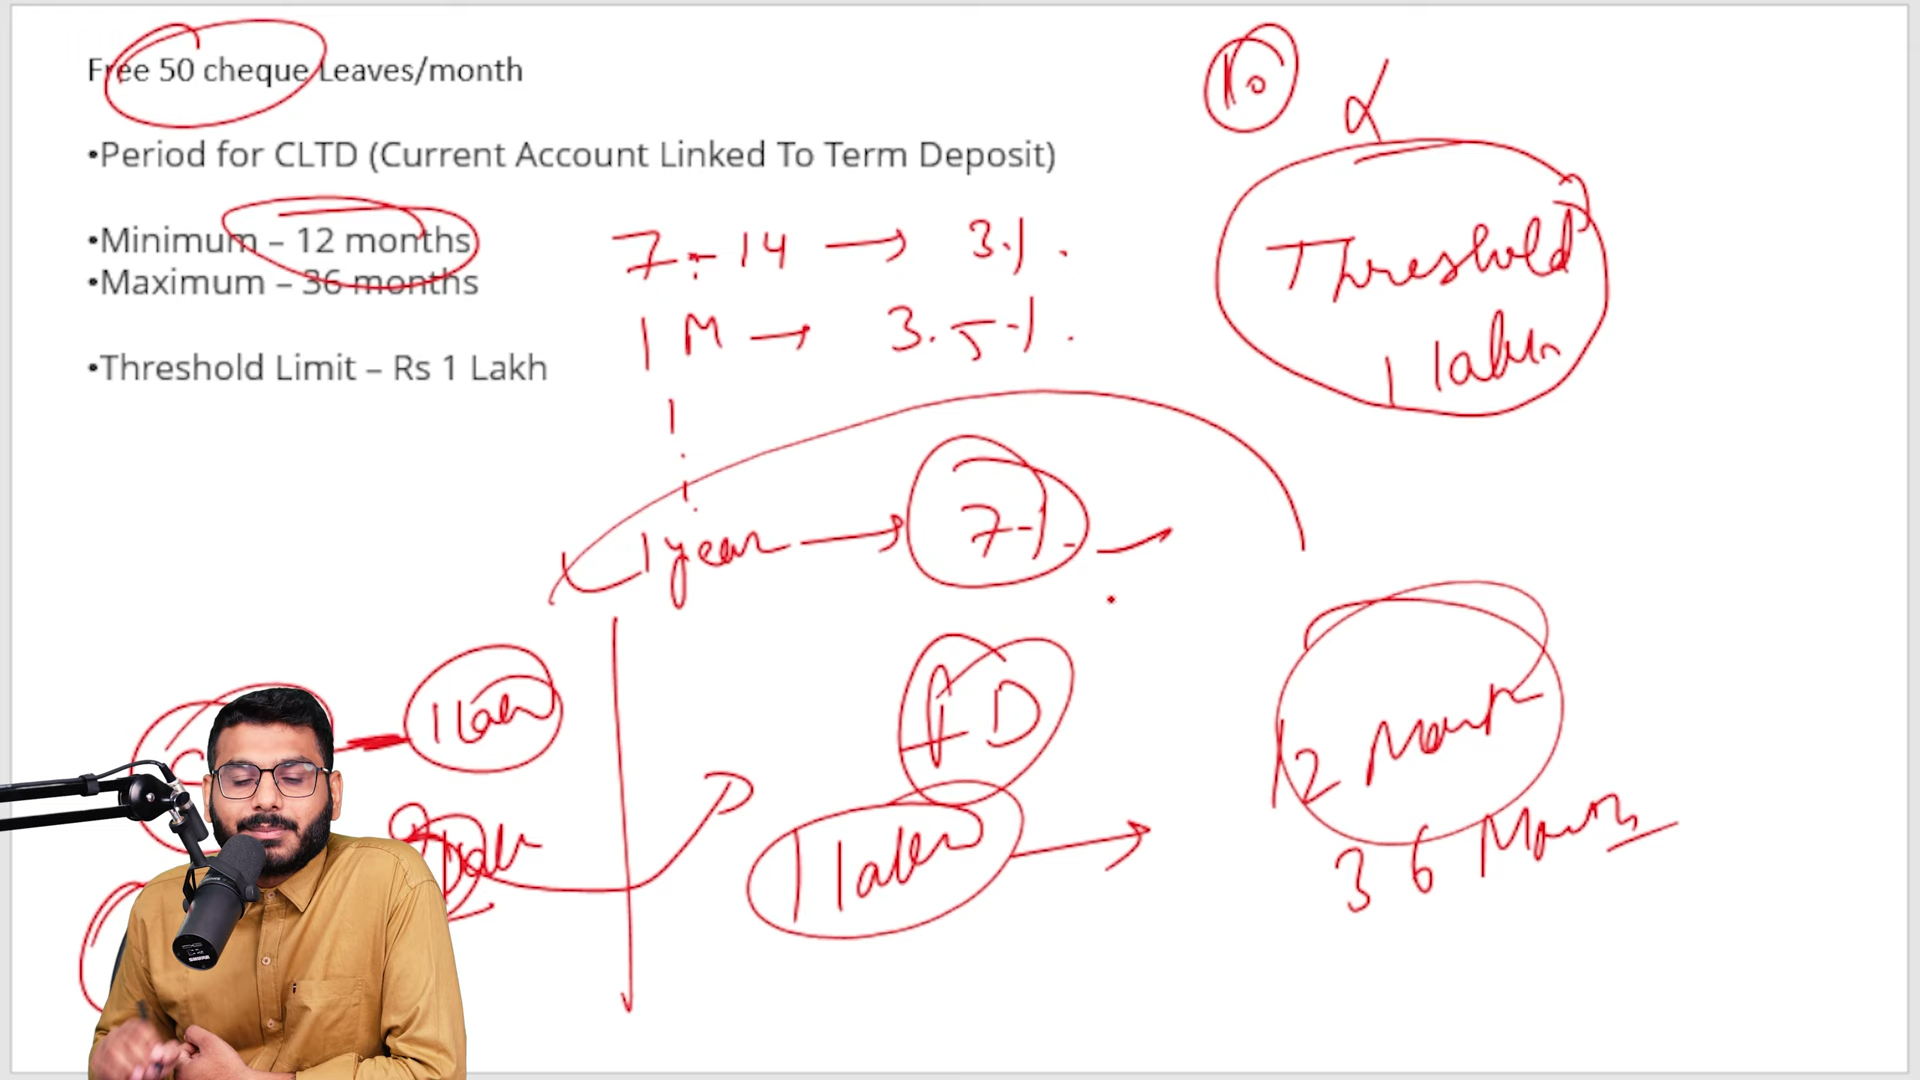 Free 50 cheque Leaves/month
10
•Period for CLTD (Current Account Linked To Term Deposit)
•Minimum – 12 months
•Maximum – 36 months
•Threshold Limit – Rs 1 Lakh
7 - 14 → 3%.
1 M → 3.5%.
1 year → 7%.
Threshold
1 lakh
1 lakh
FD
1 lakh →
12 Month
36 Months